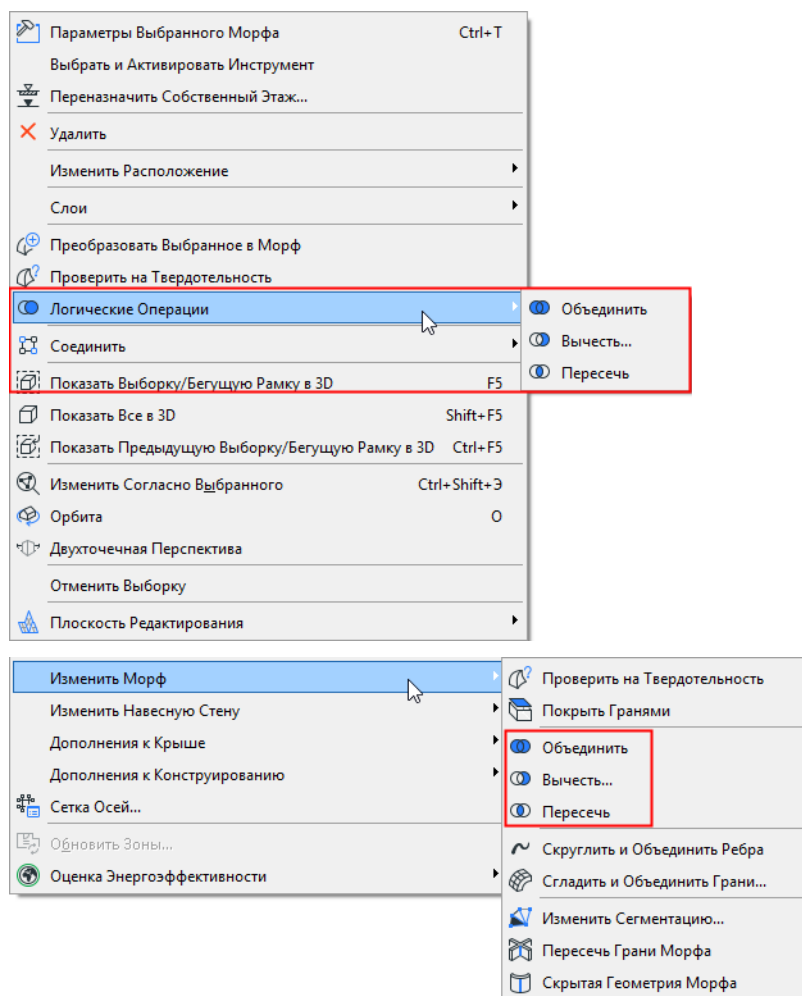 Параметры Выбранного Морфа Ctrl+T
Выбрать и Активировать Инструмент
Переназначить Собственный Этаж...
Удалить
Изменить Расположение
Слои
Преобразовать Выбранное в Морф
Проверить на Твердотельность
Логические Операции
Объединить
Вычесть...
Пересечь
Соединить
Показать Выборку/Бегущую Рамку в 3D F5
Показать Все в 3D Shift+F5
Показать Предыдущую Выборку/Бегущую Рамку в 3D Ctrl+F5
Изменить Согласно Выбранного Ctrl+Shift+Э
Орбита O
Двухточечная Перспектива
Отменить Выборку
Плоскость Редактирования
Изменить Морф
Изменить Навесную Стену
Дополнения к Крыше
Дополнения к Конструированию
Сетка Осей...
Обновить Зоны...
Оценка Энергоэффективности
Проверить на Твердотельность
Покрыть Гранями
Объединить
Вычесть...
Пересечь
Скруглить и Объединить Ребра
Сгладить и Объединить Грани...
Изменить Сегментацию...
Пересечь Грани Морфа
Скрытая Геометрия Морфа